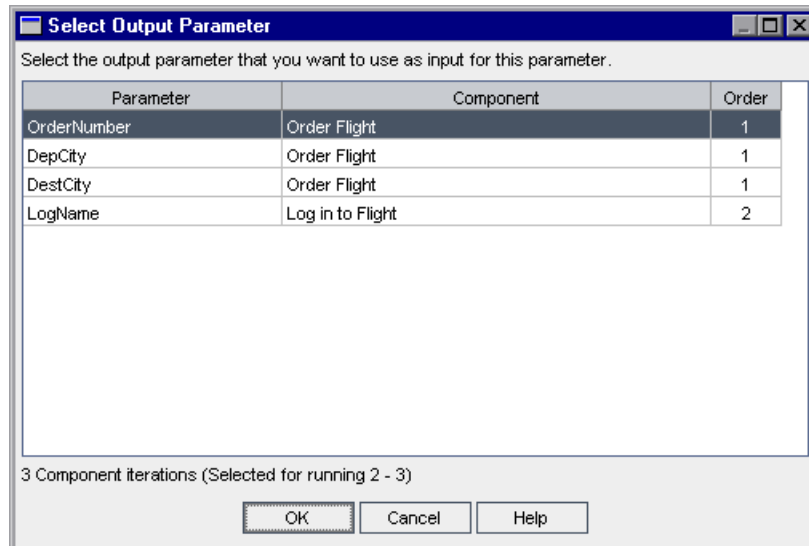 Select Output Parameter
Select the output parameter that you want to use as input for this parameter.
Parameter Component Order
OrderNumber Order Flight 1
DepCity Order Flight 1
DestCity Order Flight 1
LogName Log in to Flight 2
3 Component iterations (Selected for running 2 - 3)
OK Cancel Help